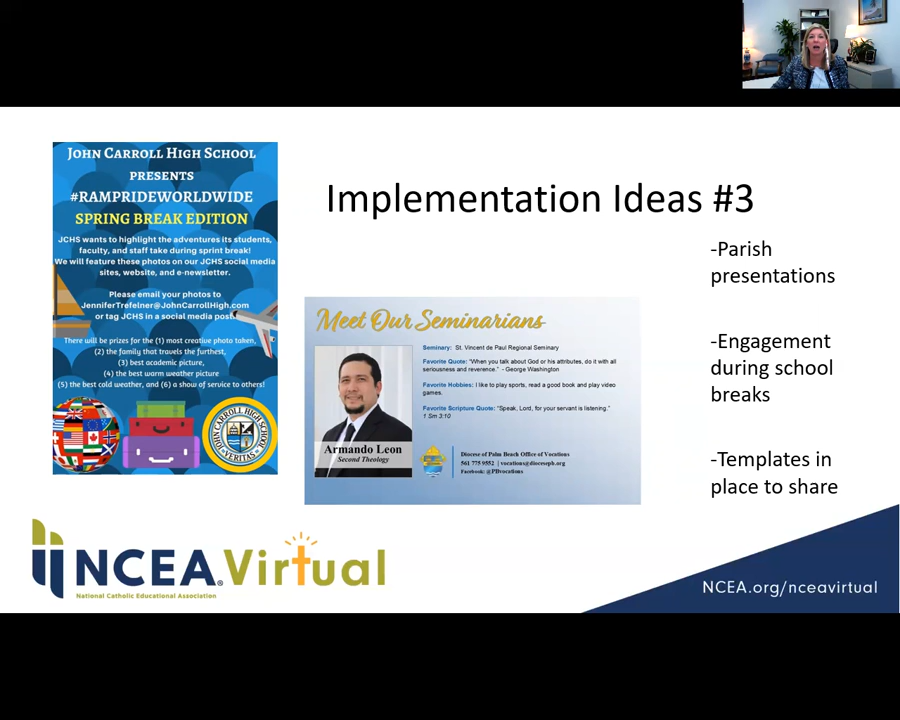 JOHN CARROLL HIGH SCHOOL
PRESENTS
#RAMPRIDEWORLDWIDE
SPRING BREAK EDITION
JCHS wants to highlight the adventures its students,
faculty, and staff take during sprint break!
We will feature these photos on our JCHS social media
sites, website, and e-newsletter.
Please email your photos to
JenniferTrefelner@JohnCarrollHigh.com
or tag JCHS in a social media post.
There will be prizes for the (1) most creative photo taken,
(2) the family that travels the furthest,
(3) best academic picture,
(4) the best warm weather picture
(5) the best cold weather, and (6) a show of service to others!
JOHN CARROLL HIGH SCHOOL
VERITAS
Implementation Ideas #3
Meet Our Seminarians
Seminary: St. Vincent de Paul Regional Seminary
Favorite Quote: "When you talk about God or his attributes, do it with all
seriousness and reverence." - George Washington
Favorite Hobbies: I like to play sports, read a good book and play video
games.
Favorite Scripture Quote: "Speak, Lord, for your servant is listening."
1 Sm 3:10
Armando Leon
Second Theology
Diocese of Palm Beach Office of Vocations
561 775 9552 | vocations@diocesepb.org
Facebook: @PBvocations
-Parish
presentations
-Engagement
during school
breaks
-Templates in
place to share
NCEA®Virtual
National Catholic Educational Association
NCEA.org/nceavirtual